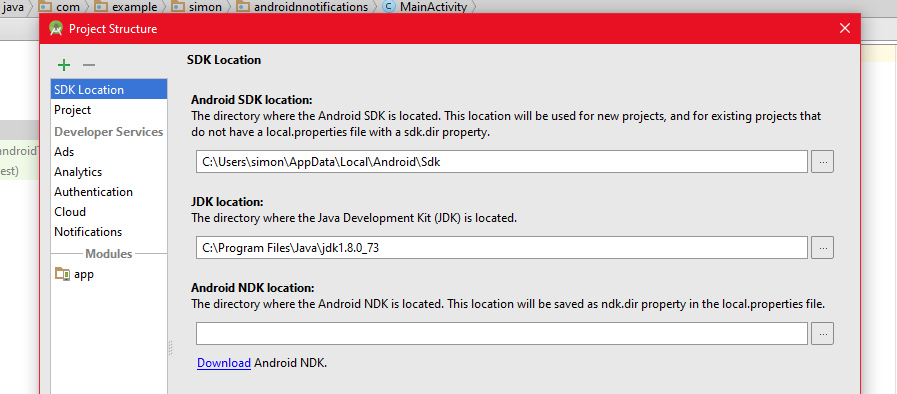 java com example simon androidnnotifications MainActivity
Project Structure
SDK Location
SDK Location
Project
Developer Services
Ads
Analytics
Authentication
Cloud
Notifications
Modules
app
Android SDK location:
The directory where the Android SDK is located. This location will be used for new projects, and for existing projects that
do not have a local.properties file with a sdk.dir property.
C:\Users\simon\AppData\Local\Android\Sdk
...
JDK location:
The directory where the Java Development Kit (JDK) is located.
C:\Program Files\Java\jdk1.8.0_73
...
Android NDK location:
The directory where the Android NDK is located. This location will be saved as ndk.dir property in the local.properties file.
...
Download Android NDK.